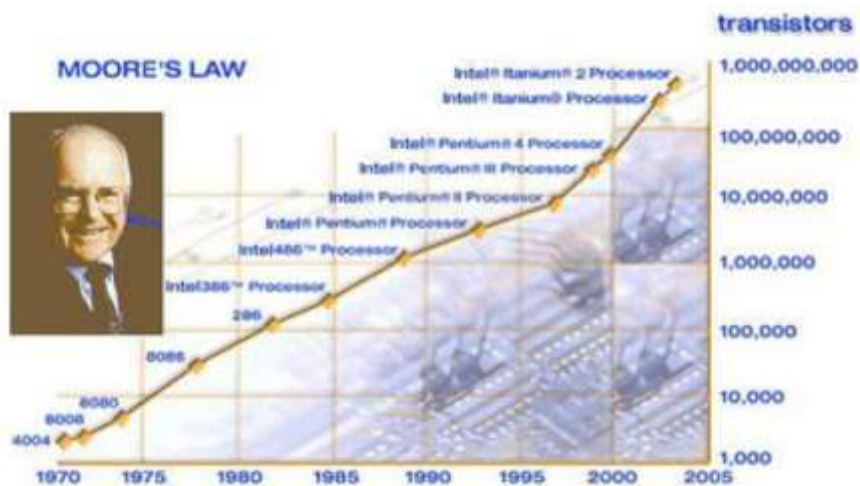 transistors
MOORE'S LAW
1,000,000,000
Intel® Itanium® 2 Processor
Intel® Itanium® Processor
100,000,000
Intel® Pentium® 4 Processor
Intel® Pentium® III Processor
10,000,000
Intel® Pentium® II Processor
Intel® Pentium® Processor
Intel486™ Processor
1,000,000
Intel386™ Processor
286
100,000
8086
10,000
8080
8008
4004
1,000
1970 1975 1980 1985 1990 1995 2000 2005